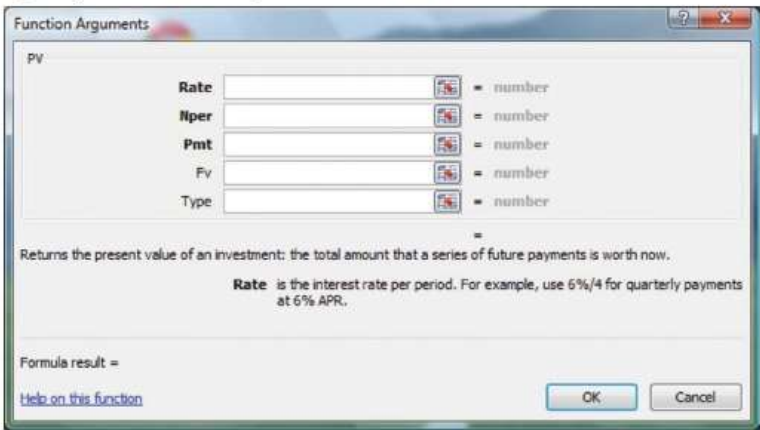 Function Arguments
PV
Rate = number
Nper = number
Pmt = number
Fv = number
Type = number
=
Returns the present value of an investment: the total amount that a series of future payments is worth now.
Rate is the interest rate per period. For example, use 6%/4 for quarterly payments
at 6% APR.
Formula result =
Help on this function OK Cancel